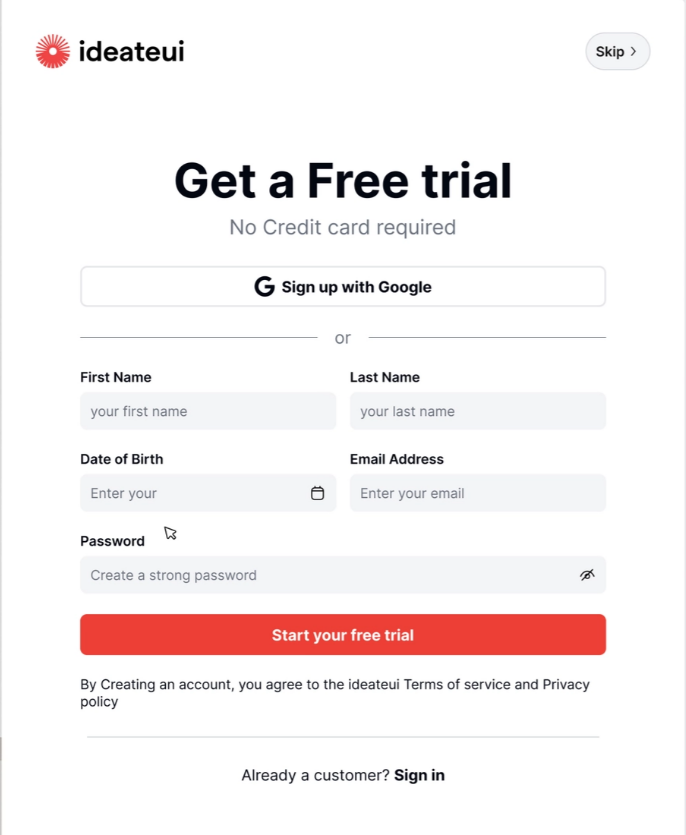 ideateui
Skip
Get a Free trial
No Credit card required
Sign up with Google
or
First Name
Last Name
your first name
your last name
Date of Birth
Email Address
Enter your
Enter your email
Password
Create a strong password
Start your free trial
By Creating an account, you agree to the ideateui Terms of service and Privacy
policy
Already a customer? Sign in